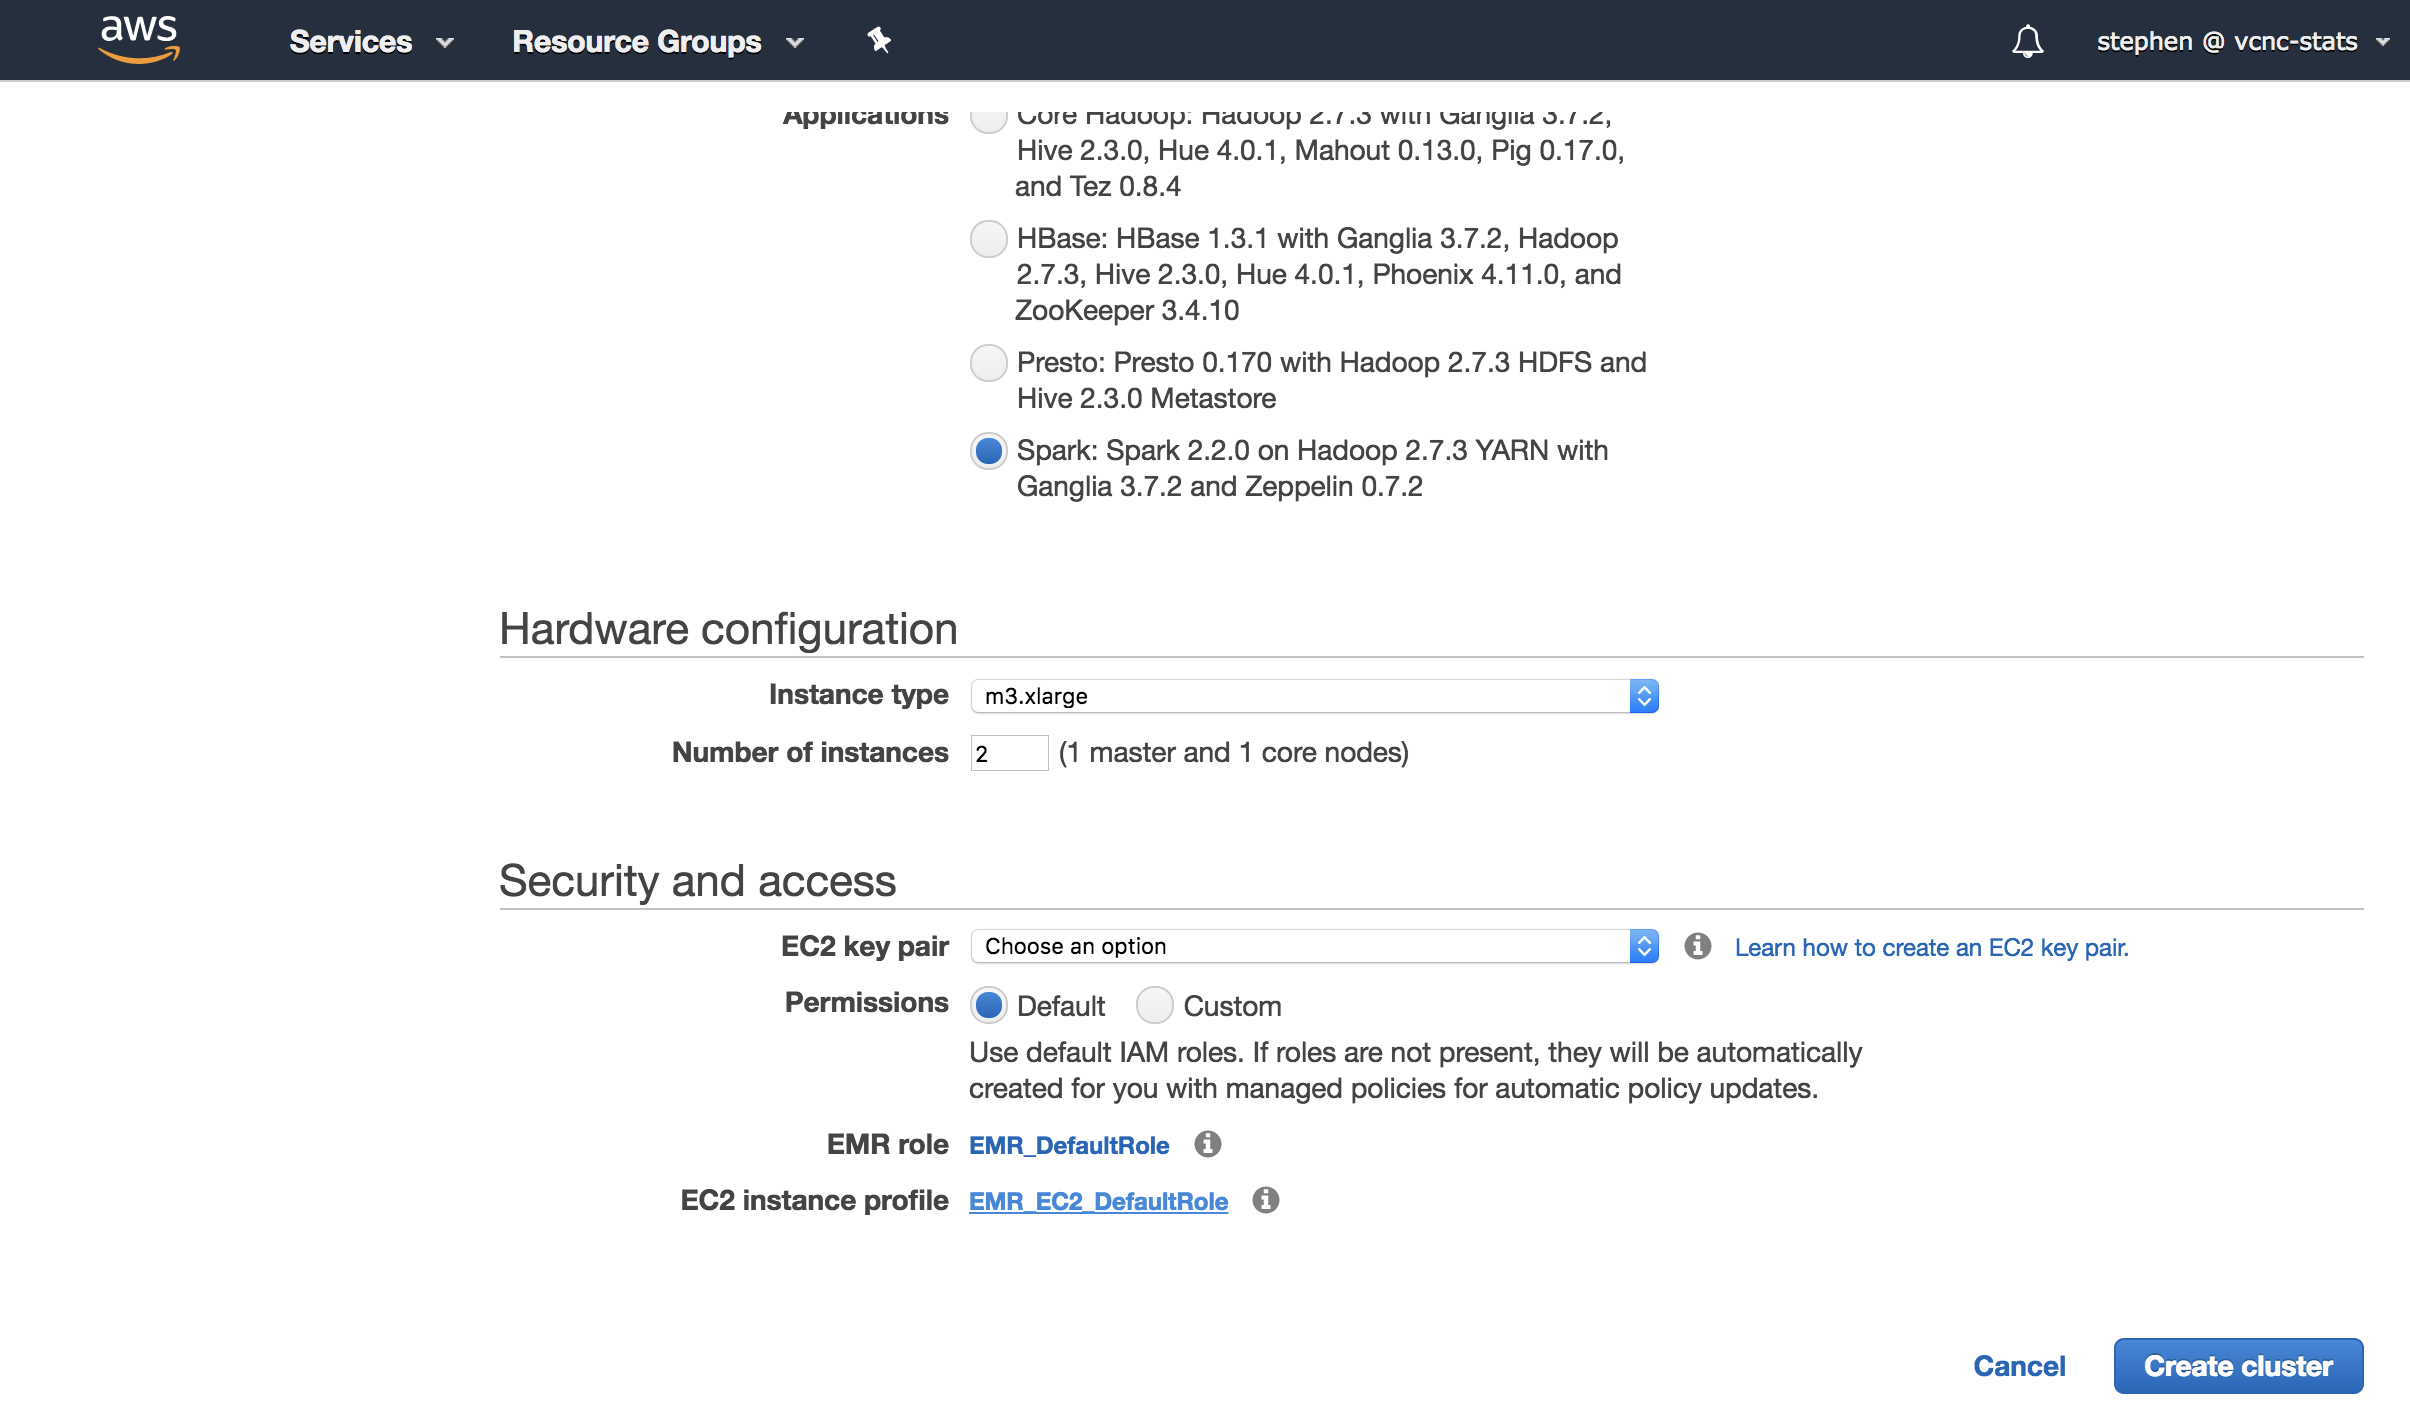 aws
Services
Resource Groups
stephen @ vcnc-stats
Applications
Core Hadoop: Hadoop 2.7.3 with Ganglia 3.7.2,
Hive 2.3.0, Hue 4.0.1, Mahout 0.13.0, Pig 0.17.0,
and Tez 0.8.4
HBase: HBase 1.3.1 with Ganglia 3.7.2, Hadoop
2.7.3, Hive 2.3.0, Hue 4.0.1, Phoenix 4.11.0, and
ZooKeeper 3.4.10
Presto: Presto 0.170 with Hadoop 2.7.3 HDFS and
Hive 2.3.0 Metastore
Spark: Spark 2.2.0 on Hadoop 2.7.3 YARN with
Ganglia 3.7.2 and Zeppelin 0.7.2
Hardware configuration
Instance type m3.xlarge
Number of instances 2 (1 master and 1 core nodes)
Security and access
EC2 key pair Choose an option Learn how to create an EC2 key pair.
Permissions Default Custom
Use default IAM roles. If roles are not present, they will be automatically
created for you with managed policies for automatic policy updates.
EMR role EMR_DefaultRole
EC2 instance profile EMR_EC2_DefaultRole
Cancel Create cluster